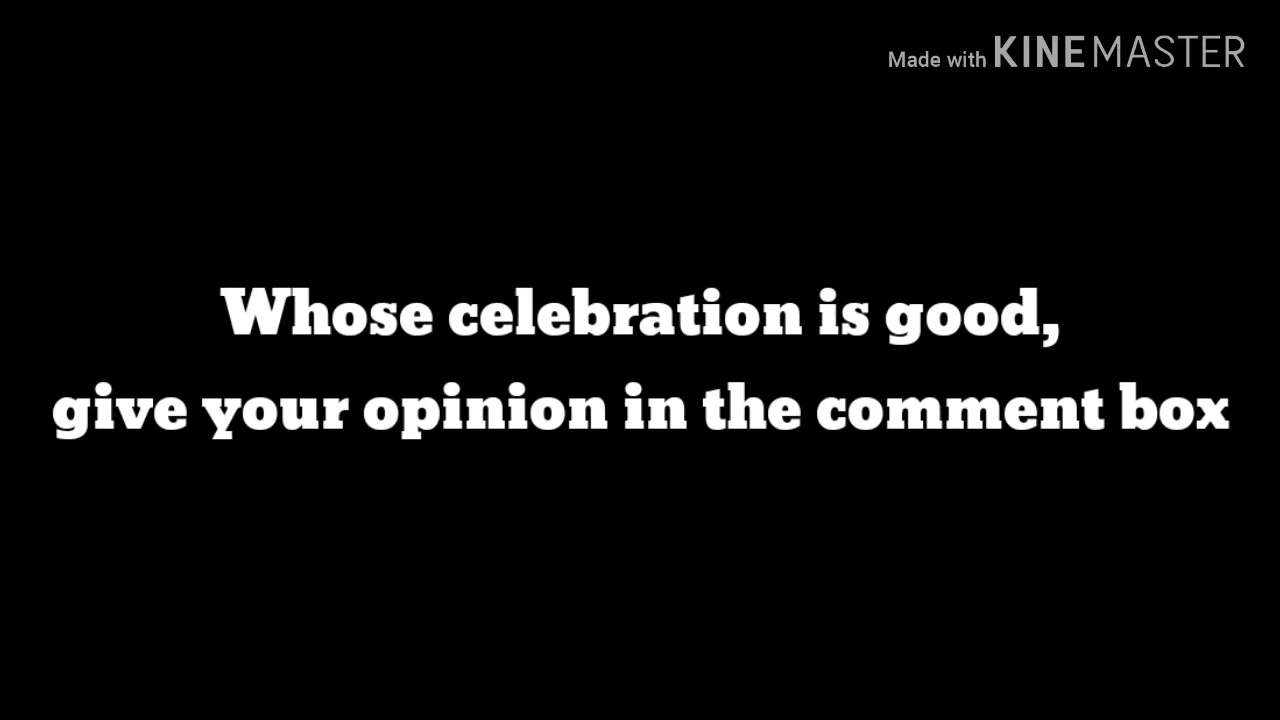 Made with KINEMASTER
Whose celebration is good,
give your opinion in the comment box